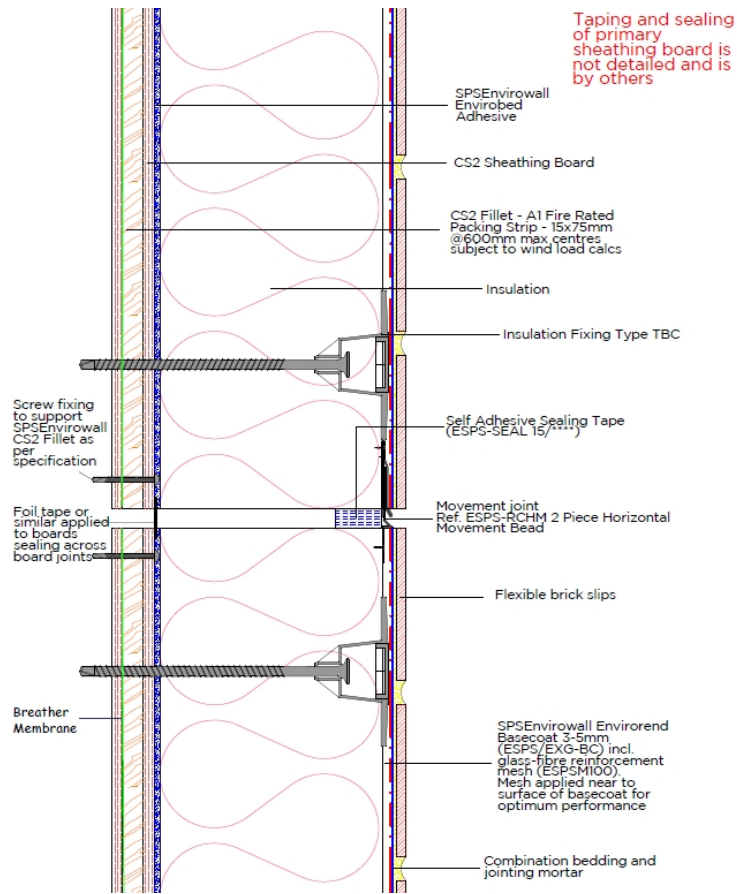 Taping and sealing
of primary
sheathing board is
not detailed and is
by others
SPSEnvirowall
Envirobed
Adhesive
CS2 Sheathing Board
CS2 Fillet - A1 Fire Rated
Packing Strip - 15x75mm
@600mm max centres
subject to wind load calcs
Insulation
Insulation Fixing Type TBC
Screw fixing
to support
SPSEnvirowall
CS2 Fillet as
per
specification
Self Adhesive Sealing Tape
(ESPS-SEAL 15/****)
Foil tape or
similar applied
to boards
sealing across
board joints
Movement joint
Ref. ESPS-RCHM 2 Piece Horizontal
Movement Bead
Flexible brick slips
Breather
Membrane
SPSEnvirowall Envirorend
Basecoat 3-5mm
(ESPS/EXG-BC) incl.
glass-fibre reinforcement
mesh (ESPSM100).
Mesh applied near to
surface of basecoat for
optimum performance
Combination bedding and
jointing mortar